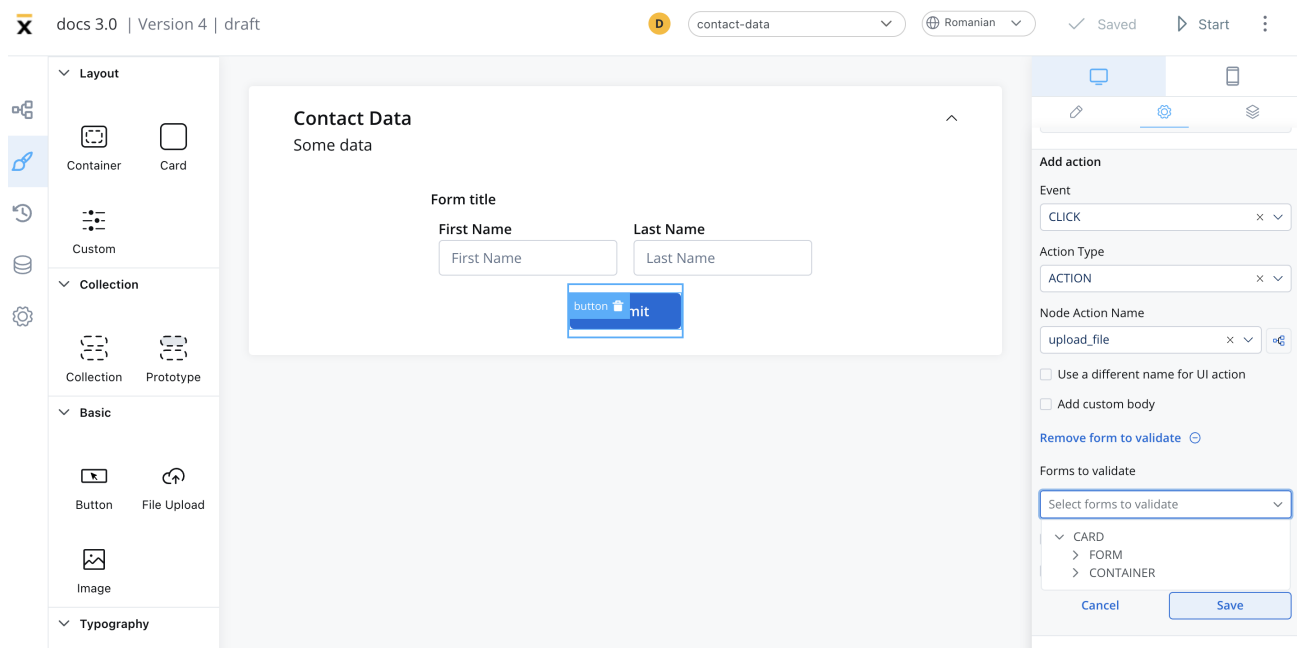 docs 3.0 | Version 4 | draft
D
contact-data
Romanian
Saved
Start
Layout
Container
Card
Custom
Collection
Collection
Prototype
Basic
Button
File Upload
Image
Typography
Contact Data
Some data
Form title
First Name
Last Name
First Name
Last Name
button
mit
Add action
Event
CLICK
Action Type
ACTION
Node Action Name
upload_file
Use a different name for UI action
Add custom body
Remove form to validate
Forms to validate
Select forms to validate
CARD
FORM
CONTAINER
Cancel
Save